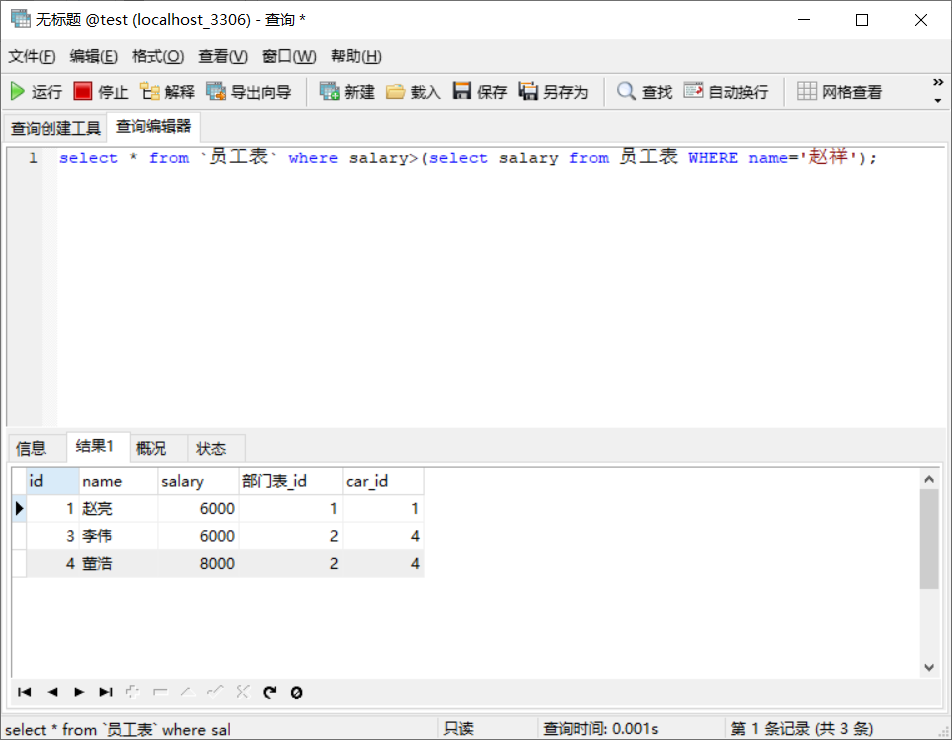 无标题 @test (localhost_3306) - 查询 *
文件(F) 编辑(E) 格式(O) 查看(V) 窗口(W) 帮助(H)
运行 停止 解释 导出向导 新建 载入 保存 另存为 查找 自动换行 网格查看 »
查询创建工具 查询编辑器
1 select * from `员工表` where salary>(select salary from 员工表 WHERE name='赵祥');
信息 结果1 概况 状态
id name salary 部门表_id car_id
1 赵亮 6000 1 1
3 李伟 6000 2 4
4 董浩 8000 2 4
select * from `员工表` where sal 只读 查询时间: 0.001s 第 1 条记录 (共 3 条)